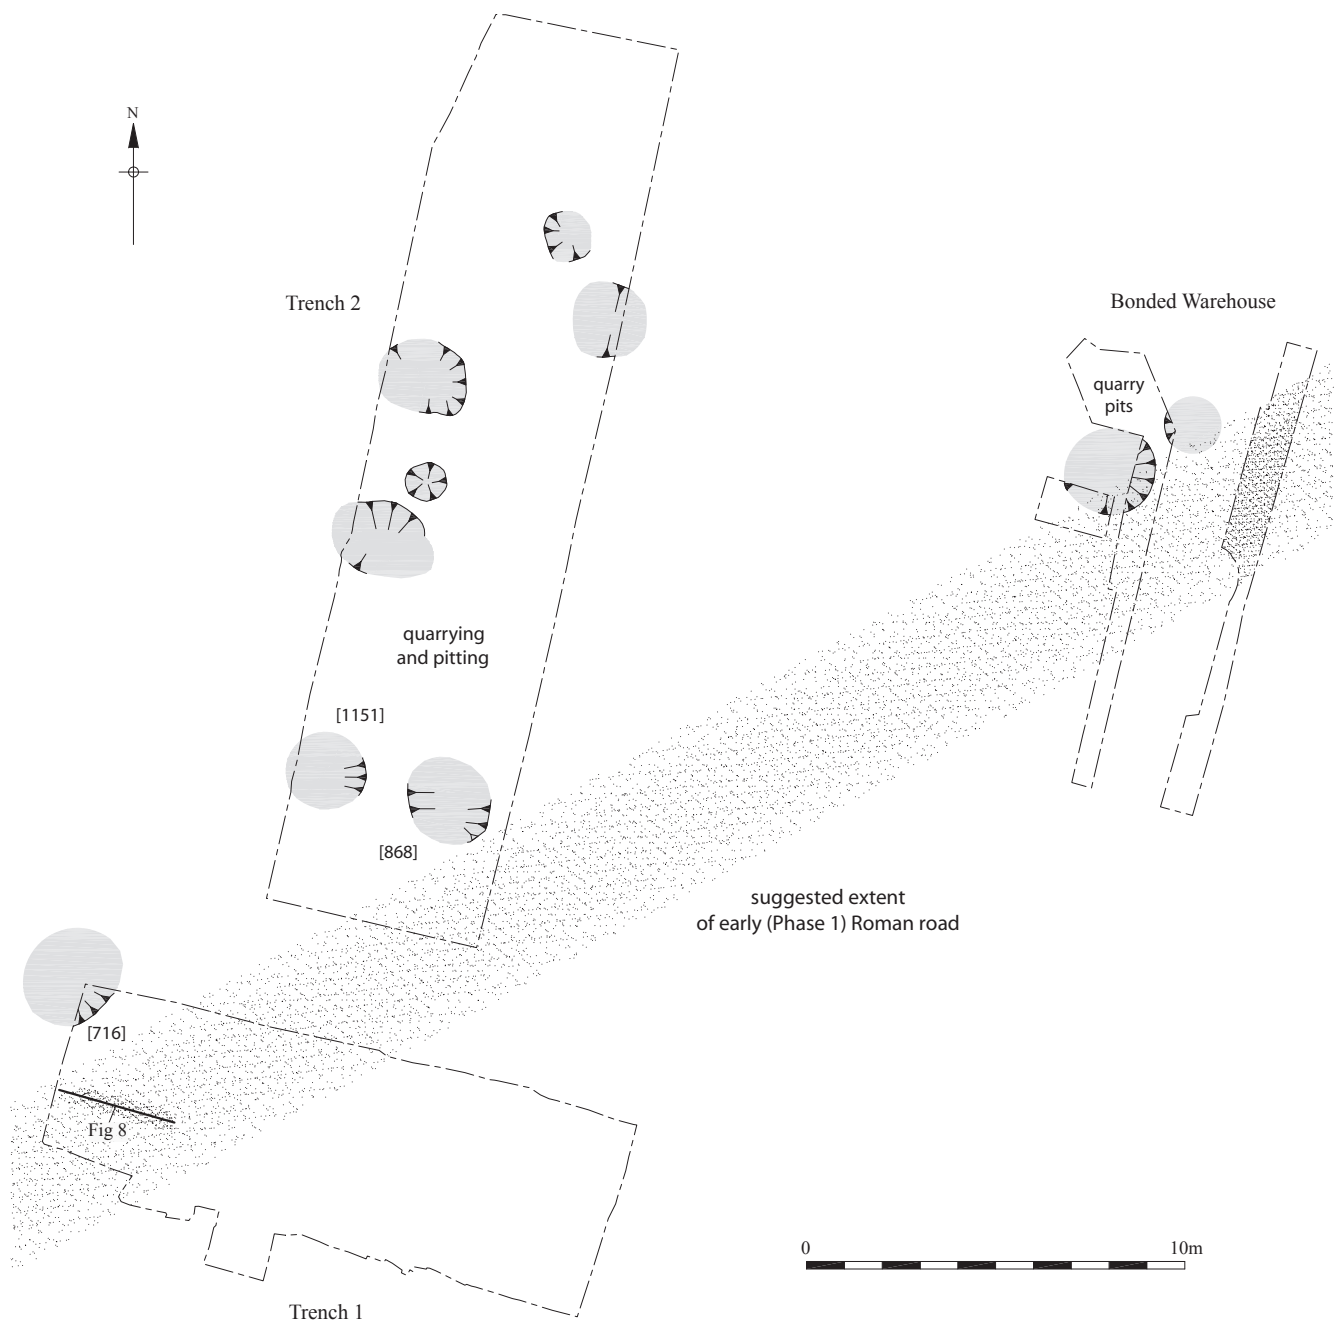 N
Trench 2
Bonded Warehouse
quarry
pits
quarrying
and pitting
[1151]
[868]
suggested extent
of early (Phase 1) Roman road
[716]
Fig 8
0
10m
Trench 1